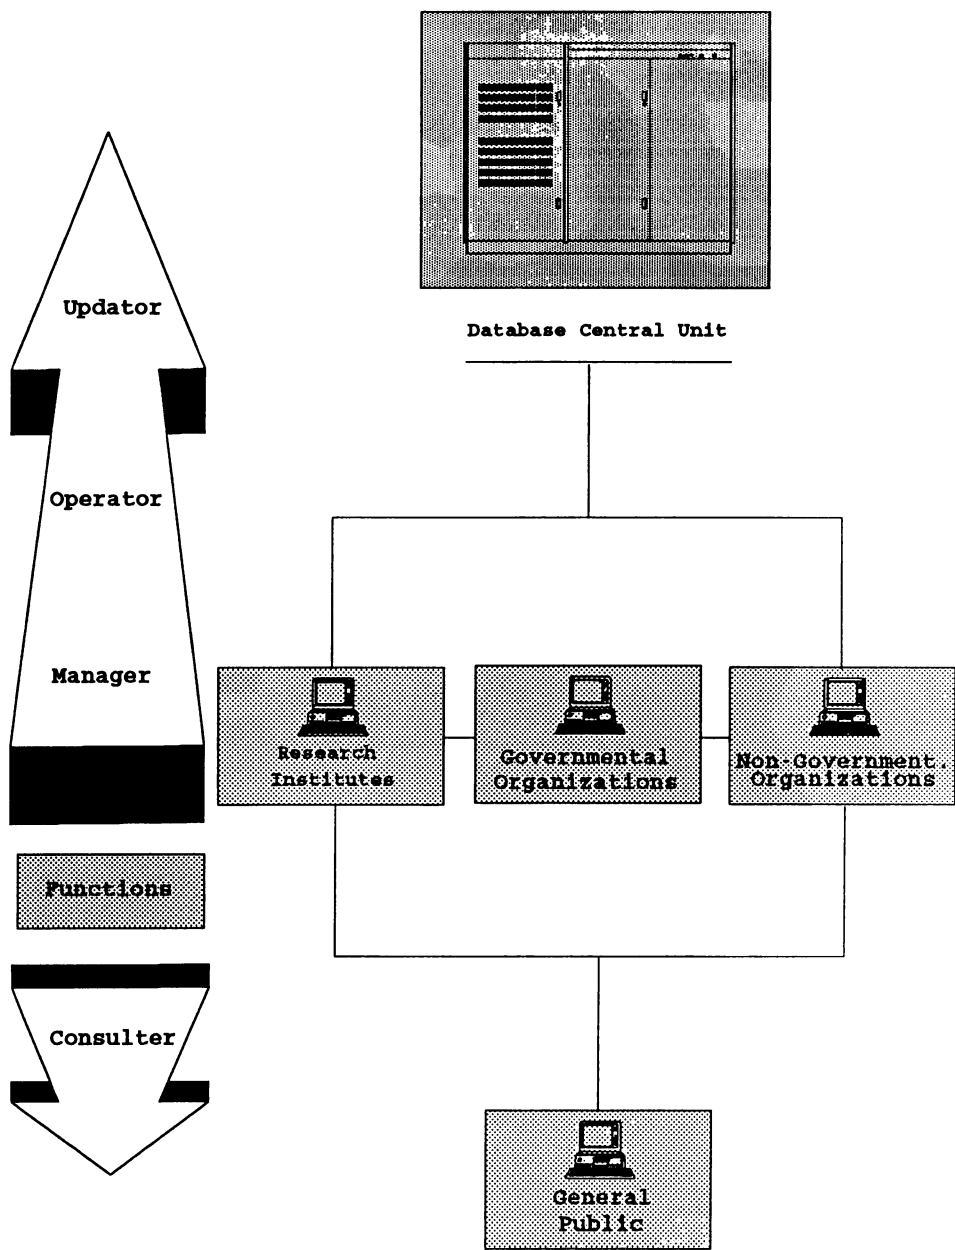 Updator
Database Central Unit
Operator
Manager
Research
Institutes
Governmental
Organizations
Non-Government.
Organizations
Functions
Consulter
General
Public